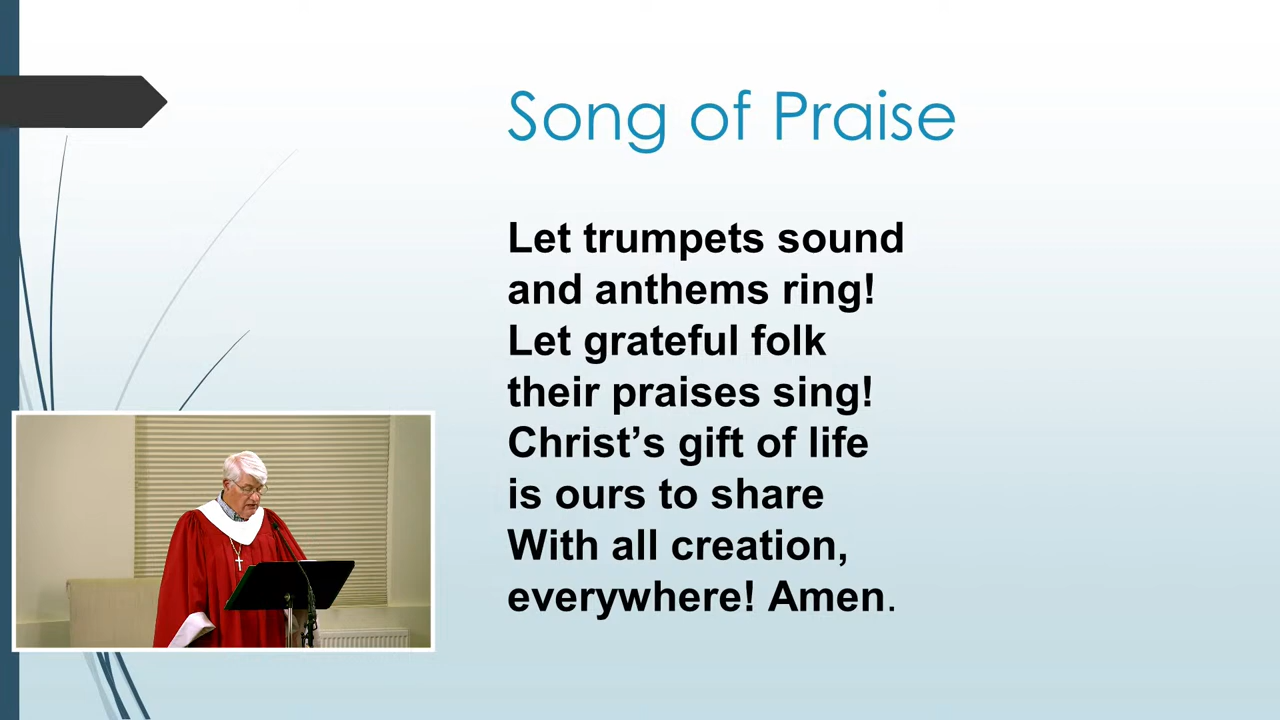 Song of Praise
Let trumpets sound
and anthems ring!
Let grateful folk
their praises sing!
Christ’s gift of life
is ours to share
With all creation,
everywhere! Amen.